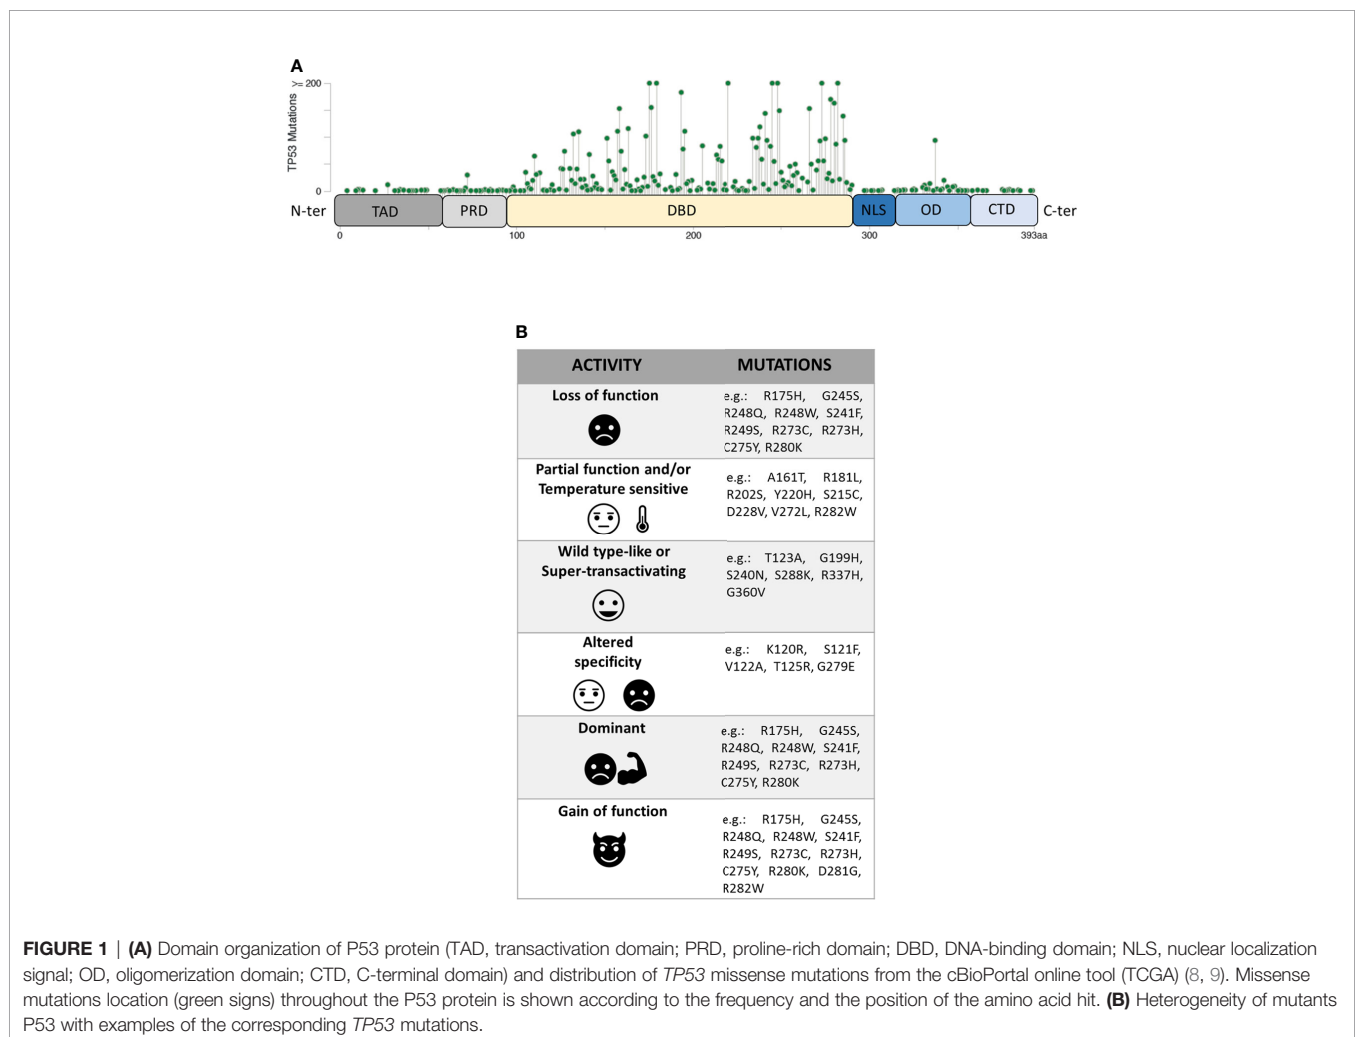 A
TP53 Mutations
>= 200
0
N-ter
TAD
PRD
DBD
NLS
OD
CTD
C-ter
0
100
200
300
393aa
B
ACTIVITY
MUTATIONS
Loss of function
e.g.: R175H, G245S,
R248Q, R248W, S241F,
R249S, R273C, R273H,
C275Y, R280K
Partial function and/or
Temperature sensitive
e.g.: A161T, R181L,
R202S, Y220H, S215C,
D228V, V272L, R282W
Wild type-like or
Super-transactivating
e.g.: T123A, G199H,
S240N, S288K, R337H,
G360V
Altered
specificity
e.g.: K120R, S121F,
V122A, T125R, G279E
Dominant
e.g.: R175H, G245S,
R248Q, R248W, S241F,
R249S, R273C, R273H,
C275Y, R280K
Gain of function
e.g.: R175H, G245S,
R248Q, R248W, S241F,
R249S, R273C, R273H,
C275Y, R280K, D281G,
R282W
FIGURE 1 | (A) Domain organization of P53 protein (TAD, transactivation domain; PRD, proline-rich domain; DBD, DNA-binding domain; NLS, nuclear localization
signal; OD, oligomerization domain; CTD, C-terminal domain) and distribution of TP53 missense mutations from the cBioPortal online tool (TCGA) (8, 9). Missense
mutations location (green signs) throughout the P53 protein is shown according to the frequency and the position of the amino acid hit. (B) Heterogeneity of mutants
P53 with examples of the corresponding TP53 mutations.